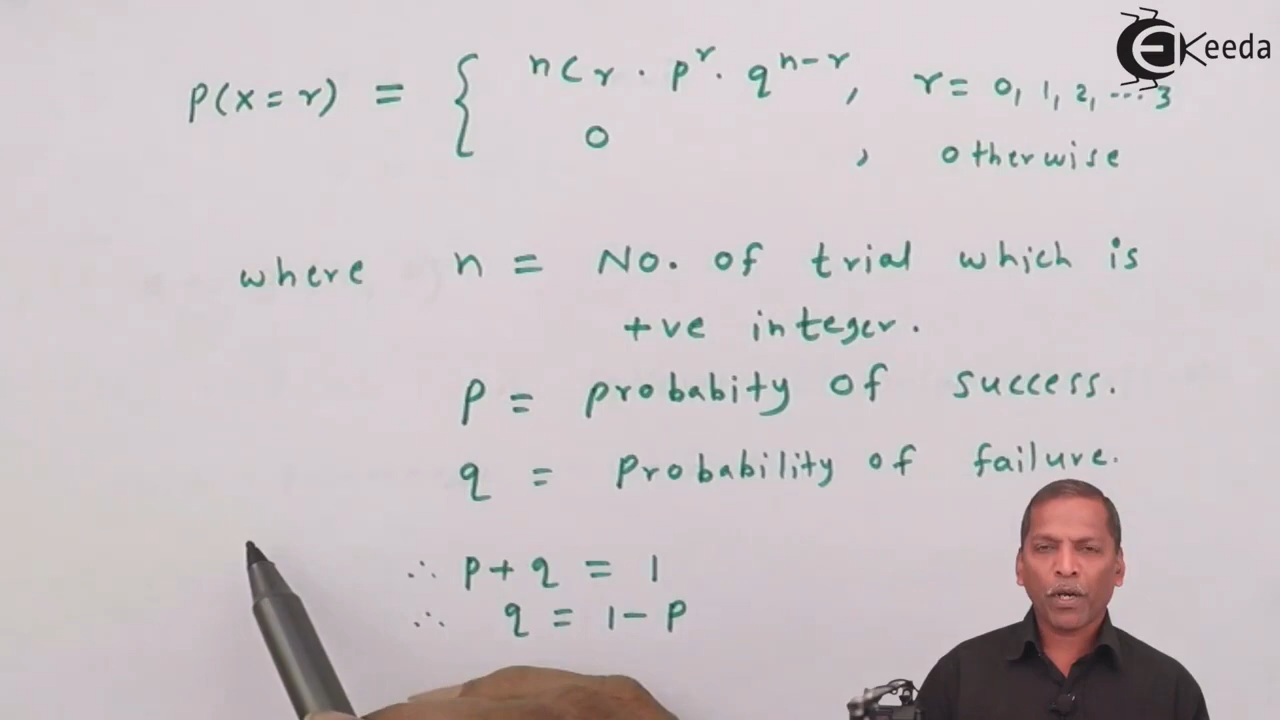 EKeeda
P(x=r) = { nCr · p^r · q^n-r, r = 0, 1, 2, ... 3
0 , otherwise
where n = No. of trial which is
+ve integer.
p = probabity of success.
q = Probability of failure.
∴ p + q = 1
∴ q = 1 - p